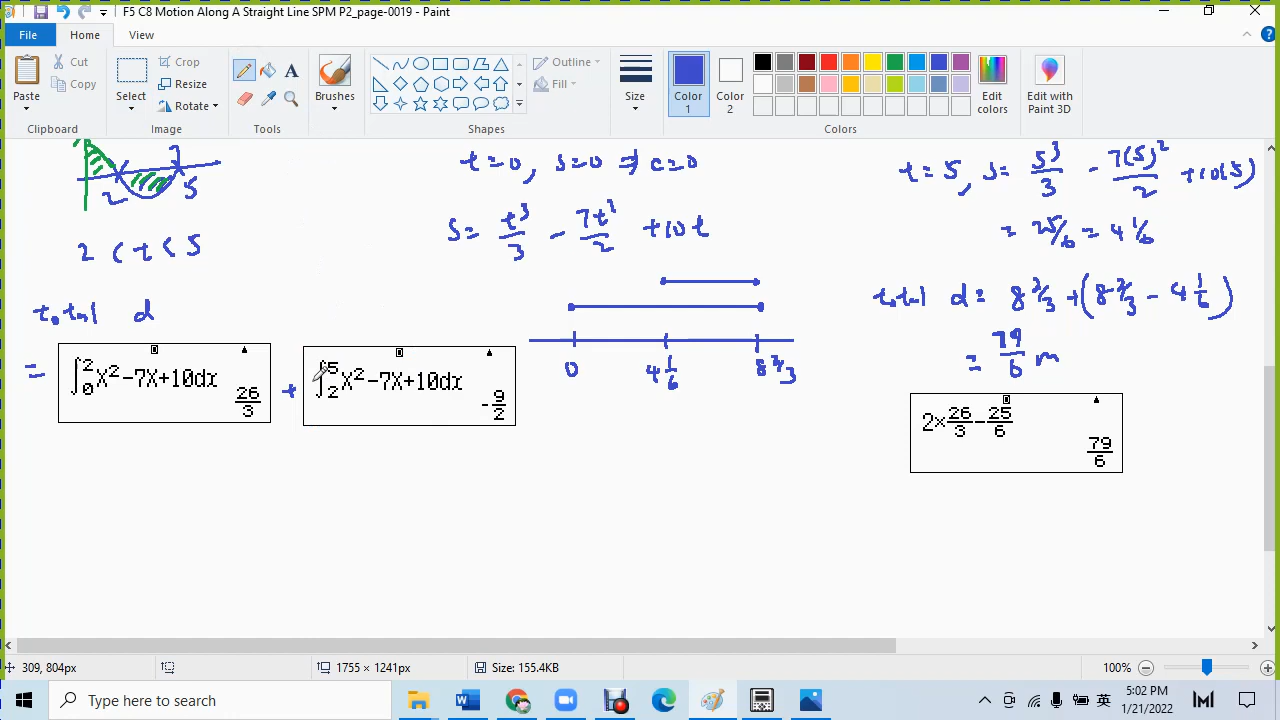 F5 C8 Motion Along A Straight Line SPM P2_page-0019 - Paint
File Home View
Paste Cut Copy Clipboard
Select Crop Resize Rotate Image
Tools
Brushes
Shapes Outline Fill
Size
Color 1 Color 2 Edit colors Colors
Edit with Paint 3D
2 5
2 < t < 5
total d
=
∫₀² X²-7X+10dx 26/3
+
∫₂⁵ X²-7X+10dx -9/2
t=0, s=0 ⇒ c=0
s= t³/3 - 7t²/2 +10t
0 4 1/6 8 2/3
t=5, s= 5³/3 - 7(5)²/2 +10(5)
= 25/6 = 4 1/6
total d= 8 2/3 + (8 2/3 - 4 1/6)
= 79/6 m
2×26/3-25/6 79/6
309, 804px 1755 × 1241px Size: 155.4KB 100%
Type here to search
英 5:02 PM
1/21/2022